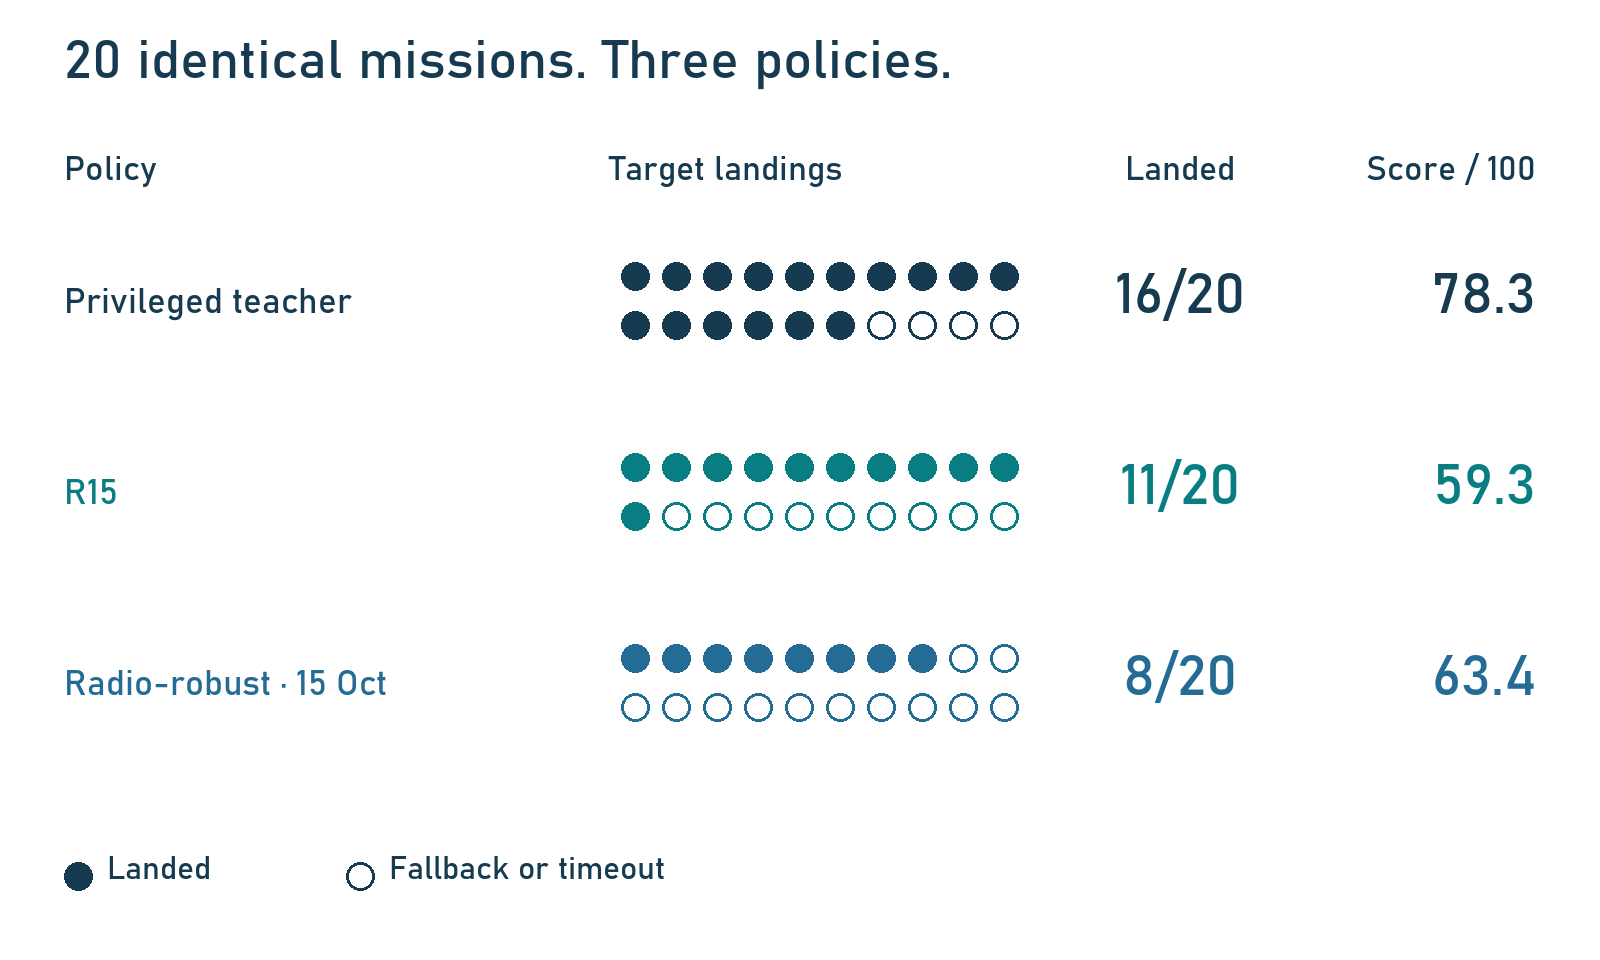 20 identical missions. Three policies.
Policy Target landings Landed Score / 100
Privileged teacher 16/20 78.3
R15 11/20 59.3
Radio-robust · 15 Oct 8/20 63.4
Landed Fallback or timeout